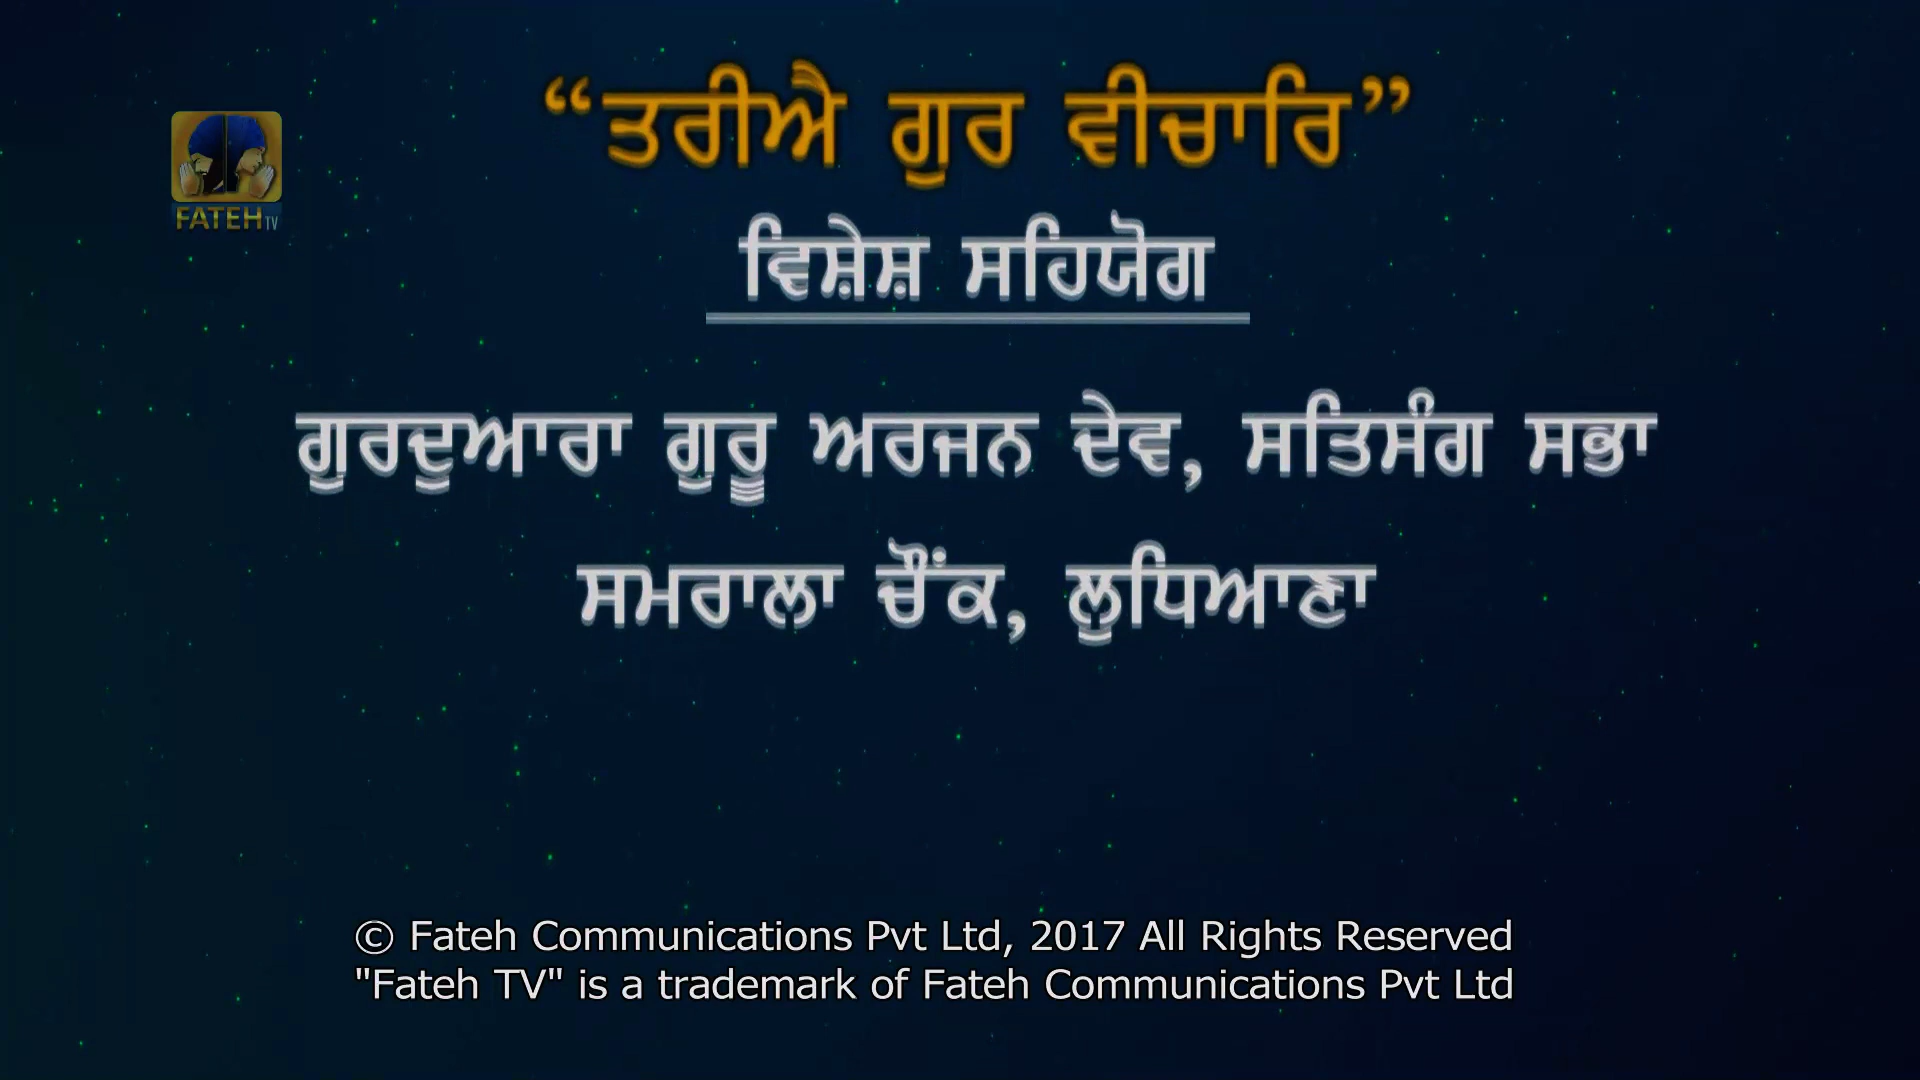 “ਤਰੀਐ ਗੁਰ ਵੀਚਾਰਿ”
FATEH TV
ਵਿਸ਼ੇਸ਼ ਸਹਿਯੋਗ
ਗੁਰਦੁਆਰਾ ਗੁਰੂ ਅਰਜਨ ਦੇਵ, ਸਤਿਸੰਗ ਸਭਾ
ਸਮਰਾਲਾ ਚੌਂਕ, ਲੁਧਿਆਣਾ
© Fateh Communications Pvt Ltd, 2017 All Rights Reserved
"Fateh TV" is a trademark of Fateh Communications Pvt Ltd